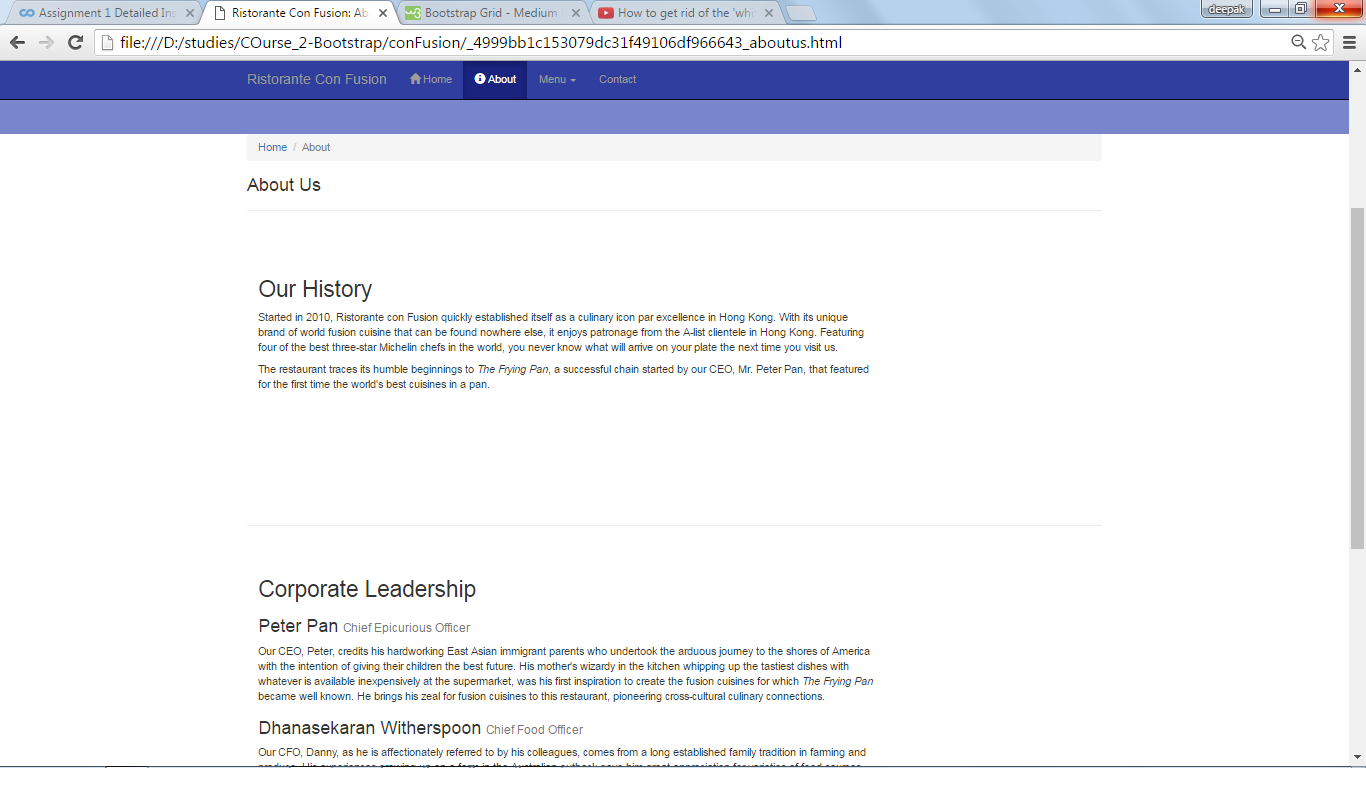 deepak
Assignment 1 Detailed Ins
Ristorante Con Fusion: Ab
Bootstrap Grid - Medium
How to get rid of the 'whi
file:///D:/studies/COurse_2-Bootstrap/conFusion/_4999bb1c153079dc31f49106df966643_aboutus.html
Ristorante Con Fusion Home About Menu Contact
Home / About
About Us
Our History
Started in 2010, Ristorante con Fusion quickly established itself as a culinary icon par excellence in Hong Kong. With its unique
brand of world fusion cuisine that can be found nowhere else, it enjoys patronage from the A-list clientele in Hong Kong. Featuring
four of the best three-star Michelin chefs in the world, you never know what will arrive on your plate the next time you visit us.
The restaurant traces its humble beginnings to The Frying Pan, a successful chain started by our CEO, Mr. Peter Pan, that featured
for the first time the world's best cuisines in a pan.
Corporate Leadership
Peter Pan Chief Epicurious Officer
Our CEO, Peter, credits his hardworking East Asian immigrant parents who undertook the arduous journey to the shores of America
with the intention of giving their children the best future. His mother's wizardy in the kitchen whipping up the tastiest dishes with
whatever is available inexpensively at the supermarket, was his first inspiration to create the fusion cuisines for which The Frying Pan
became well known. He brings his zeal for fusion cuisines to this restaurant, pioneering cross-cultural culinary connections.
Dhanasekaran Witherspoon Chief Food Officer
Our CFO, Danny, as he is affectionately referred to by his colleagues, comes from a long established family tradition in farming and